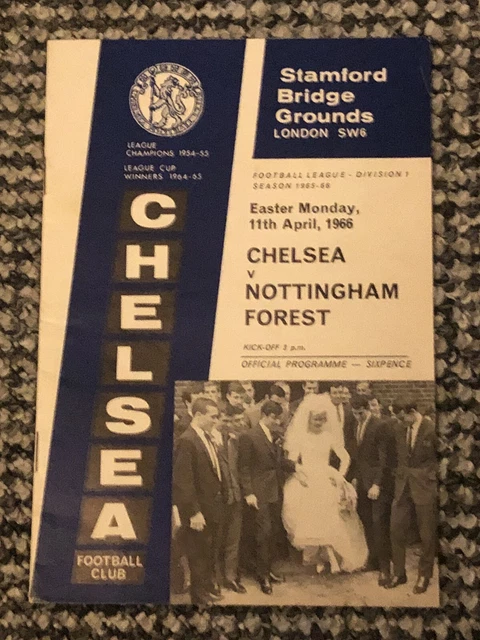 LEAGUE
CHAMPIONS 1954-55
LEAGUE CUP
WINNERS 1964-65
CHELSEA
FOOTBALL
CLUB
Stamford
Bridge
Grounds
LONDON SW6
FOOTBALL LEAGUE - DIVISION 1
SEASON 1965-66
Easter Monday,
11th April, 1966
CHELSEA
v
NOTTINGHAM
FOREST
KICK-OFF 3 p.m.
OFFICIAL PROGRAMME — SIXPENCE